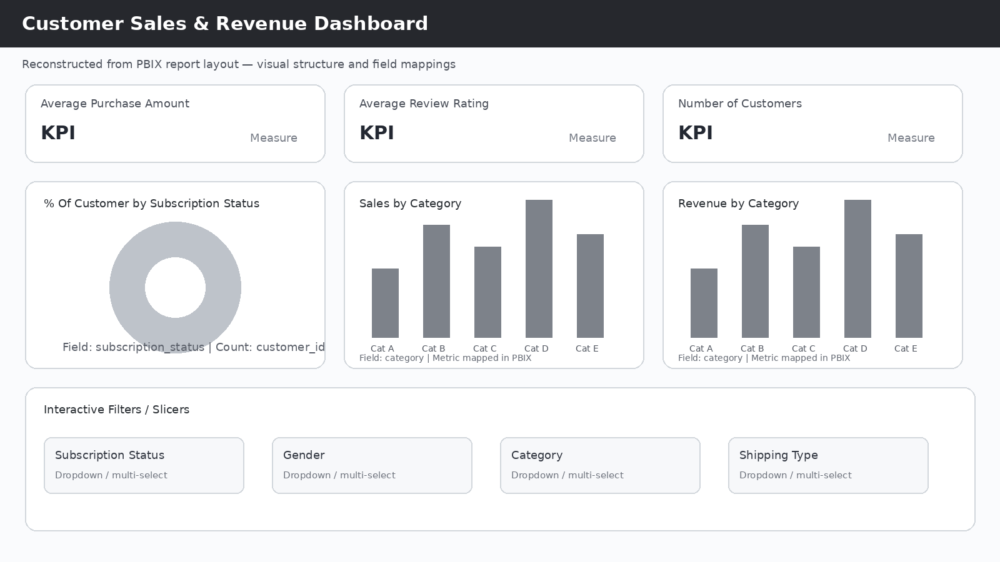 Customer Sales & Revenue Dashboard
Reconstructed from PBIX report layout — visual structure and field mappings
Average Purchase Amount
KPI
Measure
Average Review Rating
KPI
Measure
Number of Customers
KPI
Measure
% Of Customer by Subscription Status
Field: subscription_status | Count: customer_id
Sales by Category
Cat A Cat B Cat C Cat D Cat E
Field: category | Metric mapped in PBIX
Revenue by Category
Cat A Cat B Cat C Cat D Cat E
Field: category | Metric mapped in PBIX
Interactive Filters / Slicers
Subscription Status
Dropdown / multi-select
Gender
Dropdown / multi-select
Category
Dropdown / multi-select
Shipping Type
Dropdown / multi-select